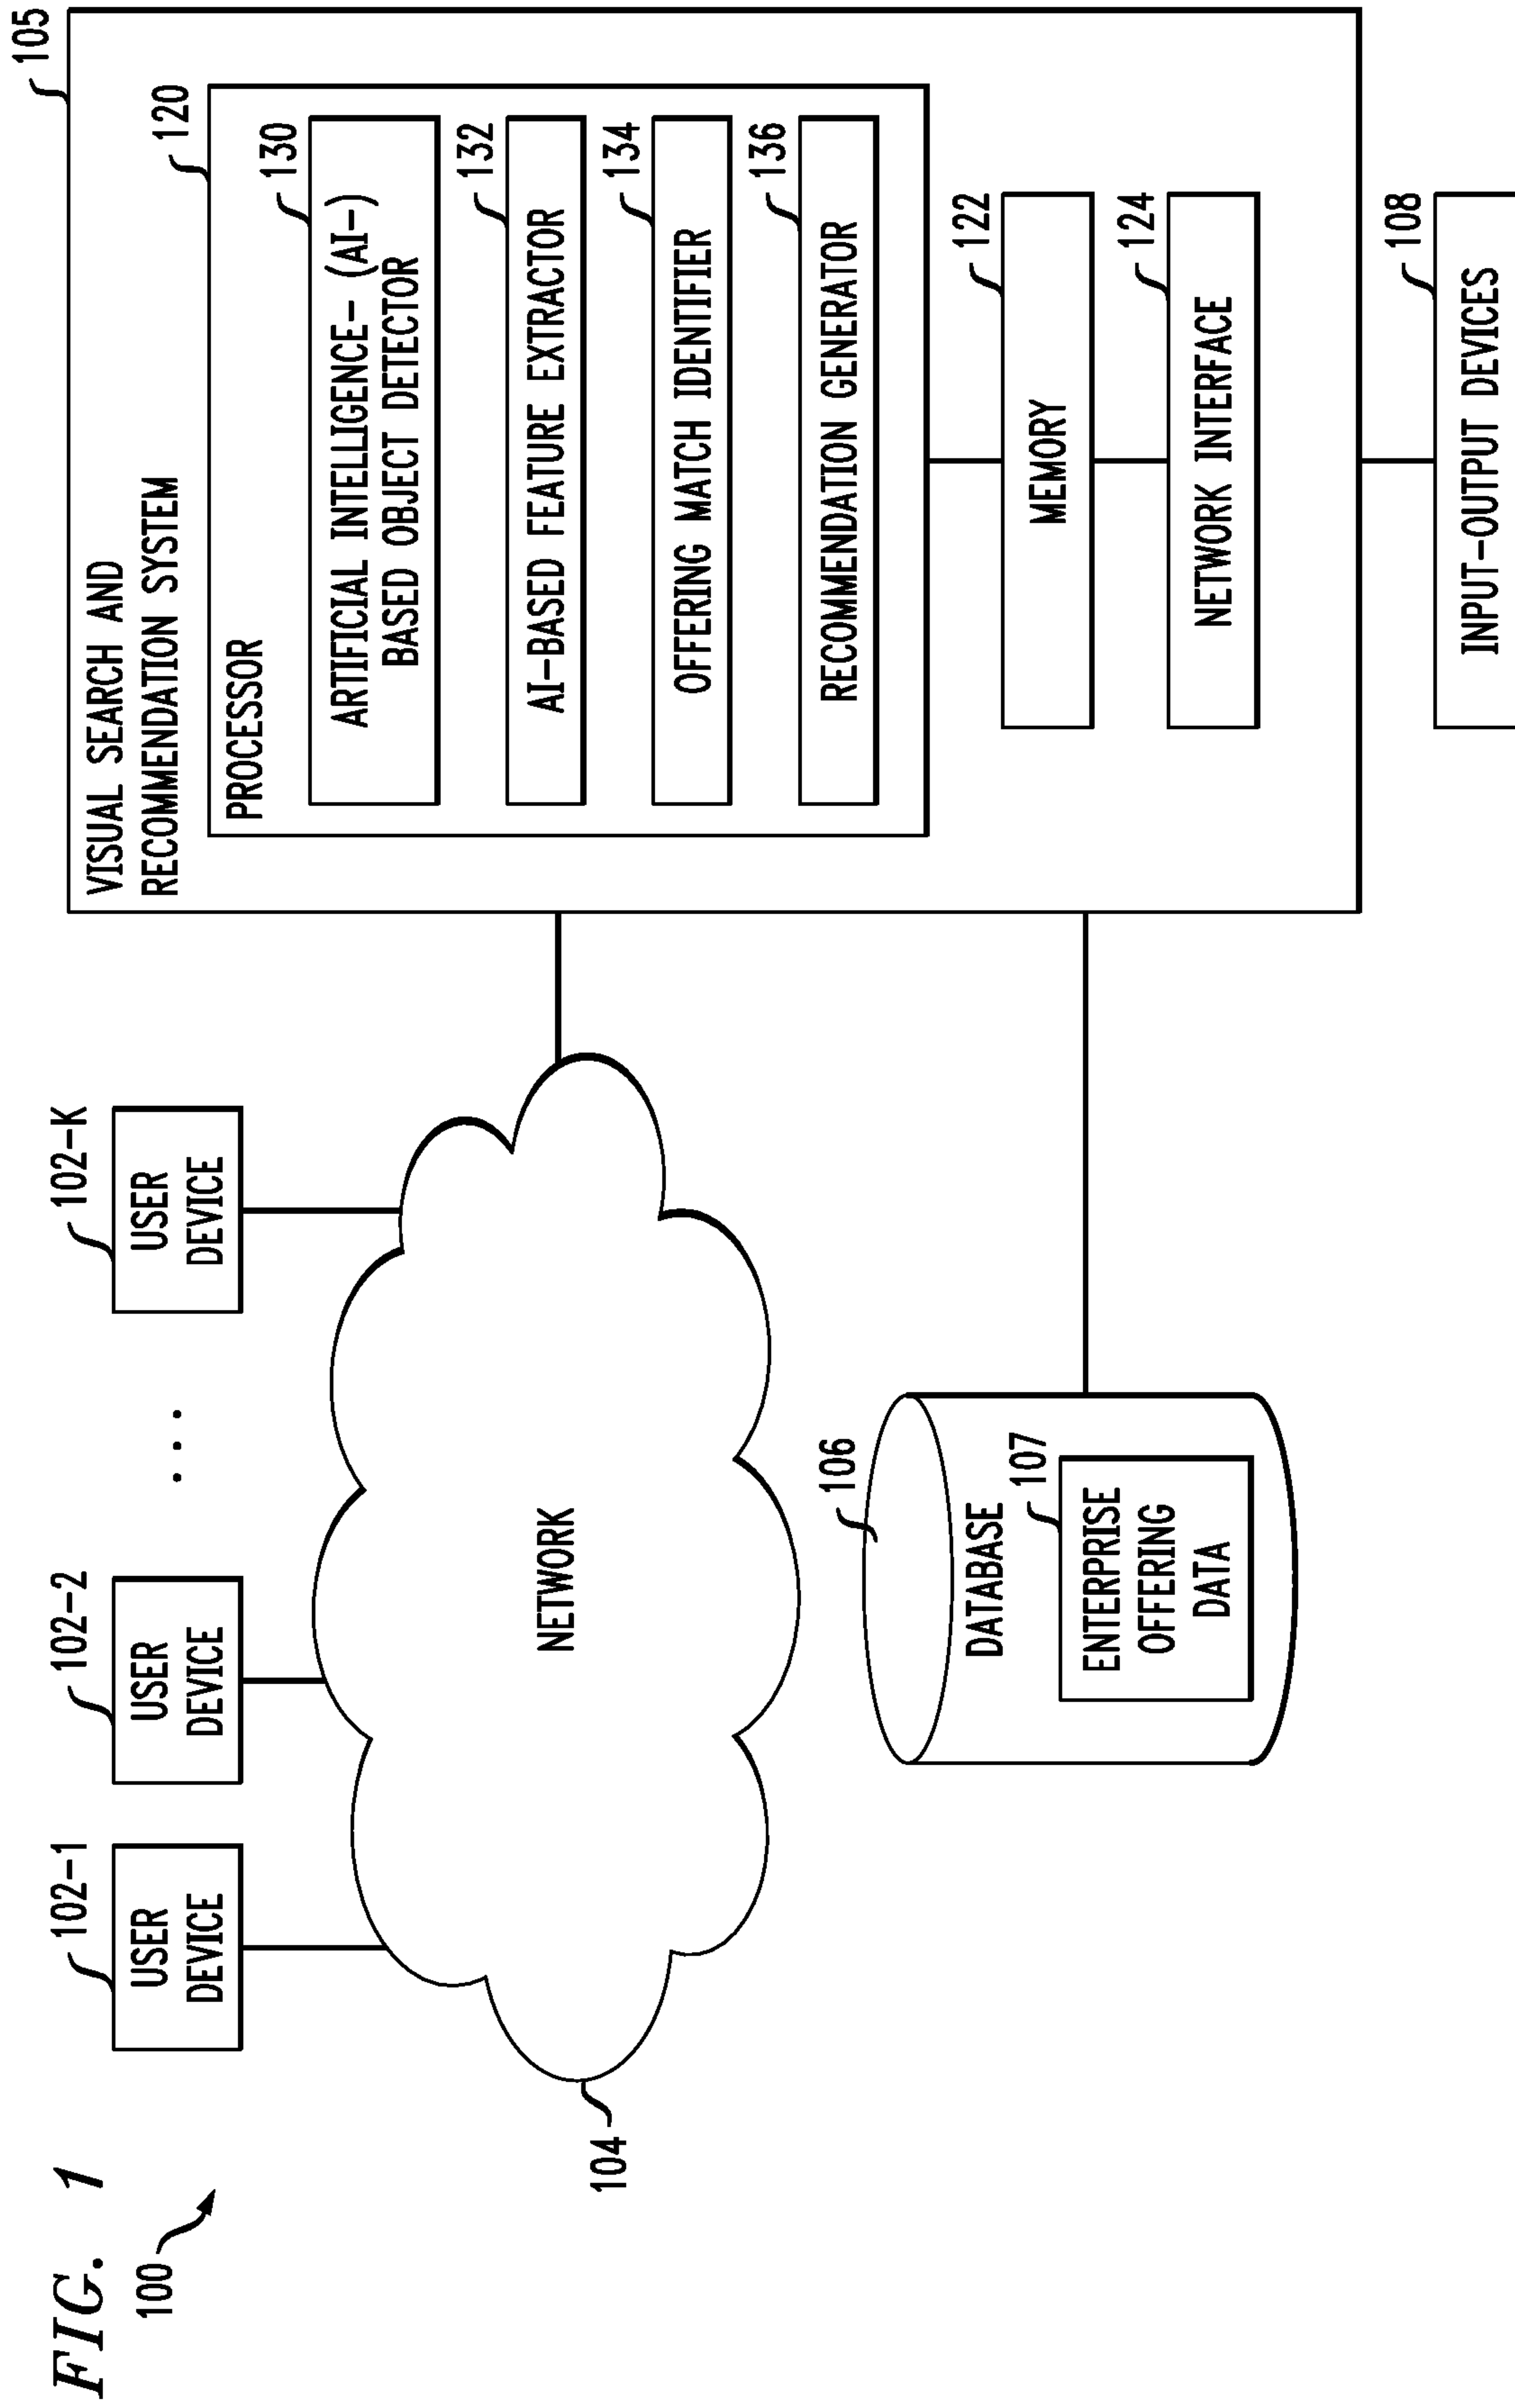 FIG. 1
100
102-1
USER
DEVICE
102-2
USER
DEVICE
...
102-K
USER
DEVICE
104
NETWORK
106
DATABASE
107
ENTERPRISE
OFFERING
DATA
105
VISUAL SEARCH AND
RECOMMENDATION SYSTEM
120
PROCESSOR
130
ARTIFICIAL INTELLIGENCE- (AI-)
BASED OBJECT DETECTOR
132
AI-BASED FEATURE EXTRACTOR
134
OFFERING MATCH IDENTIFIER
136
RECOMMENDATION GENERATOR
122
MEMORY
124
NETWORK INTERFACE
108
INPUT-OUTPUT DEVICES